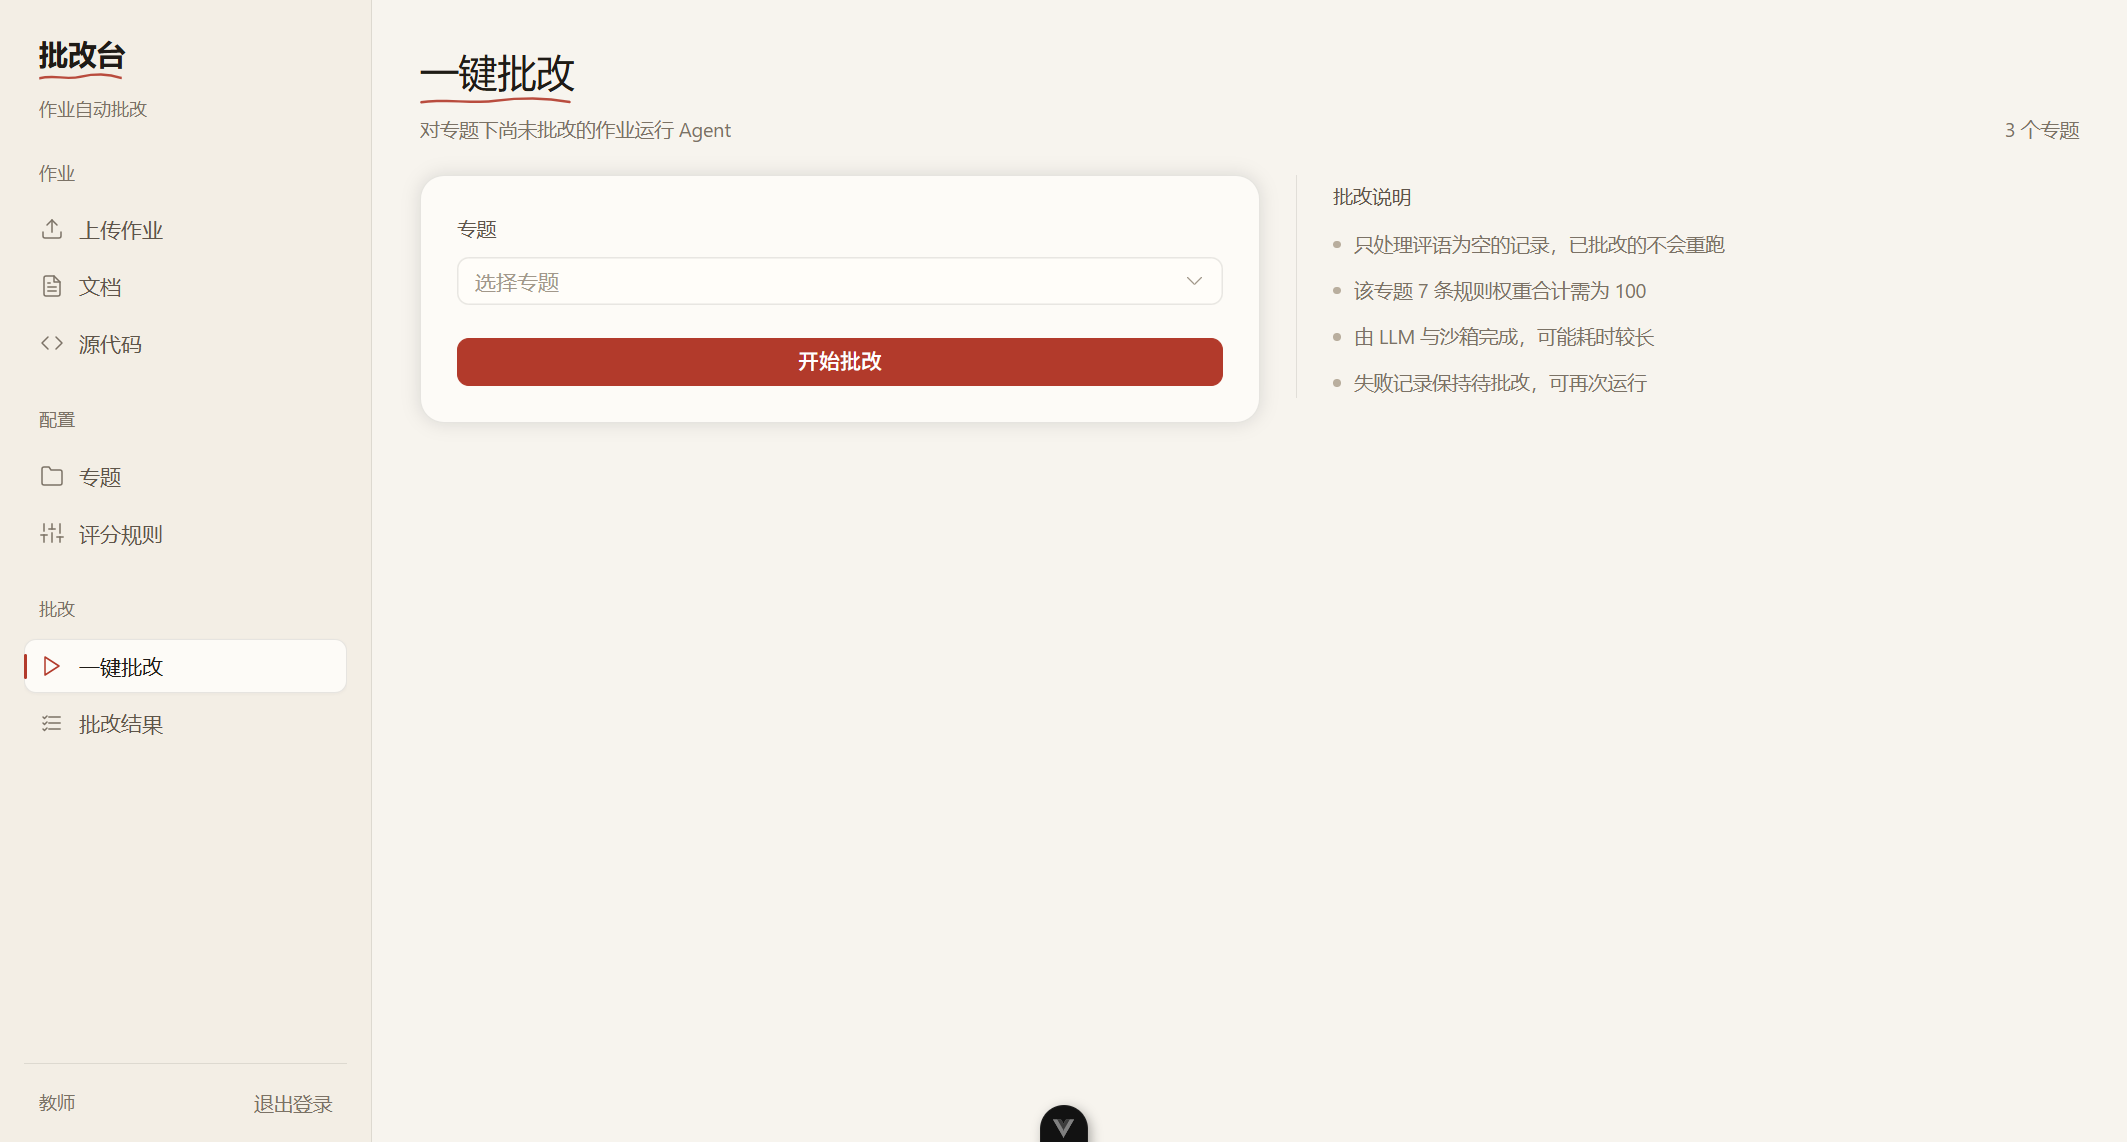 批改台
作业自动批改
作业
上传作业
文档
源代码
配置
专题
评分规则
批改
一键批改
批改结果
教师
退出登录
一键批改
对专题下尚未批改的作业运行 Agent
3 个专题
专题
选择专题
开始批改
批改说明
只处理评语为空的记录，已批改的不会重跑
该专题 7 条规则权重合计需为 100
由 LLM 与沙箱完成，可能耗时较长
失败记录保持待批改，可再次运行